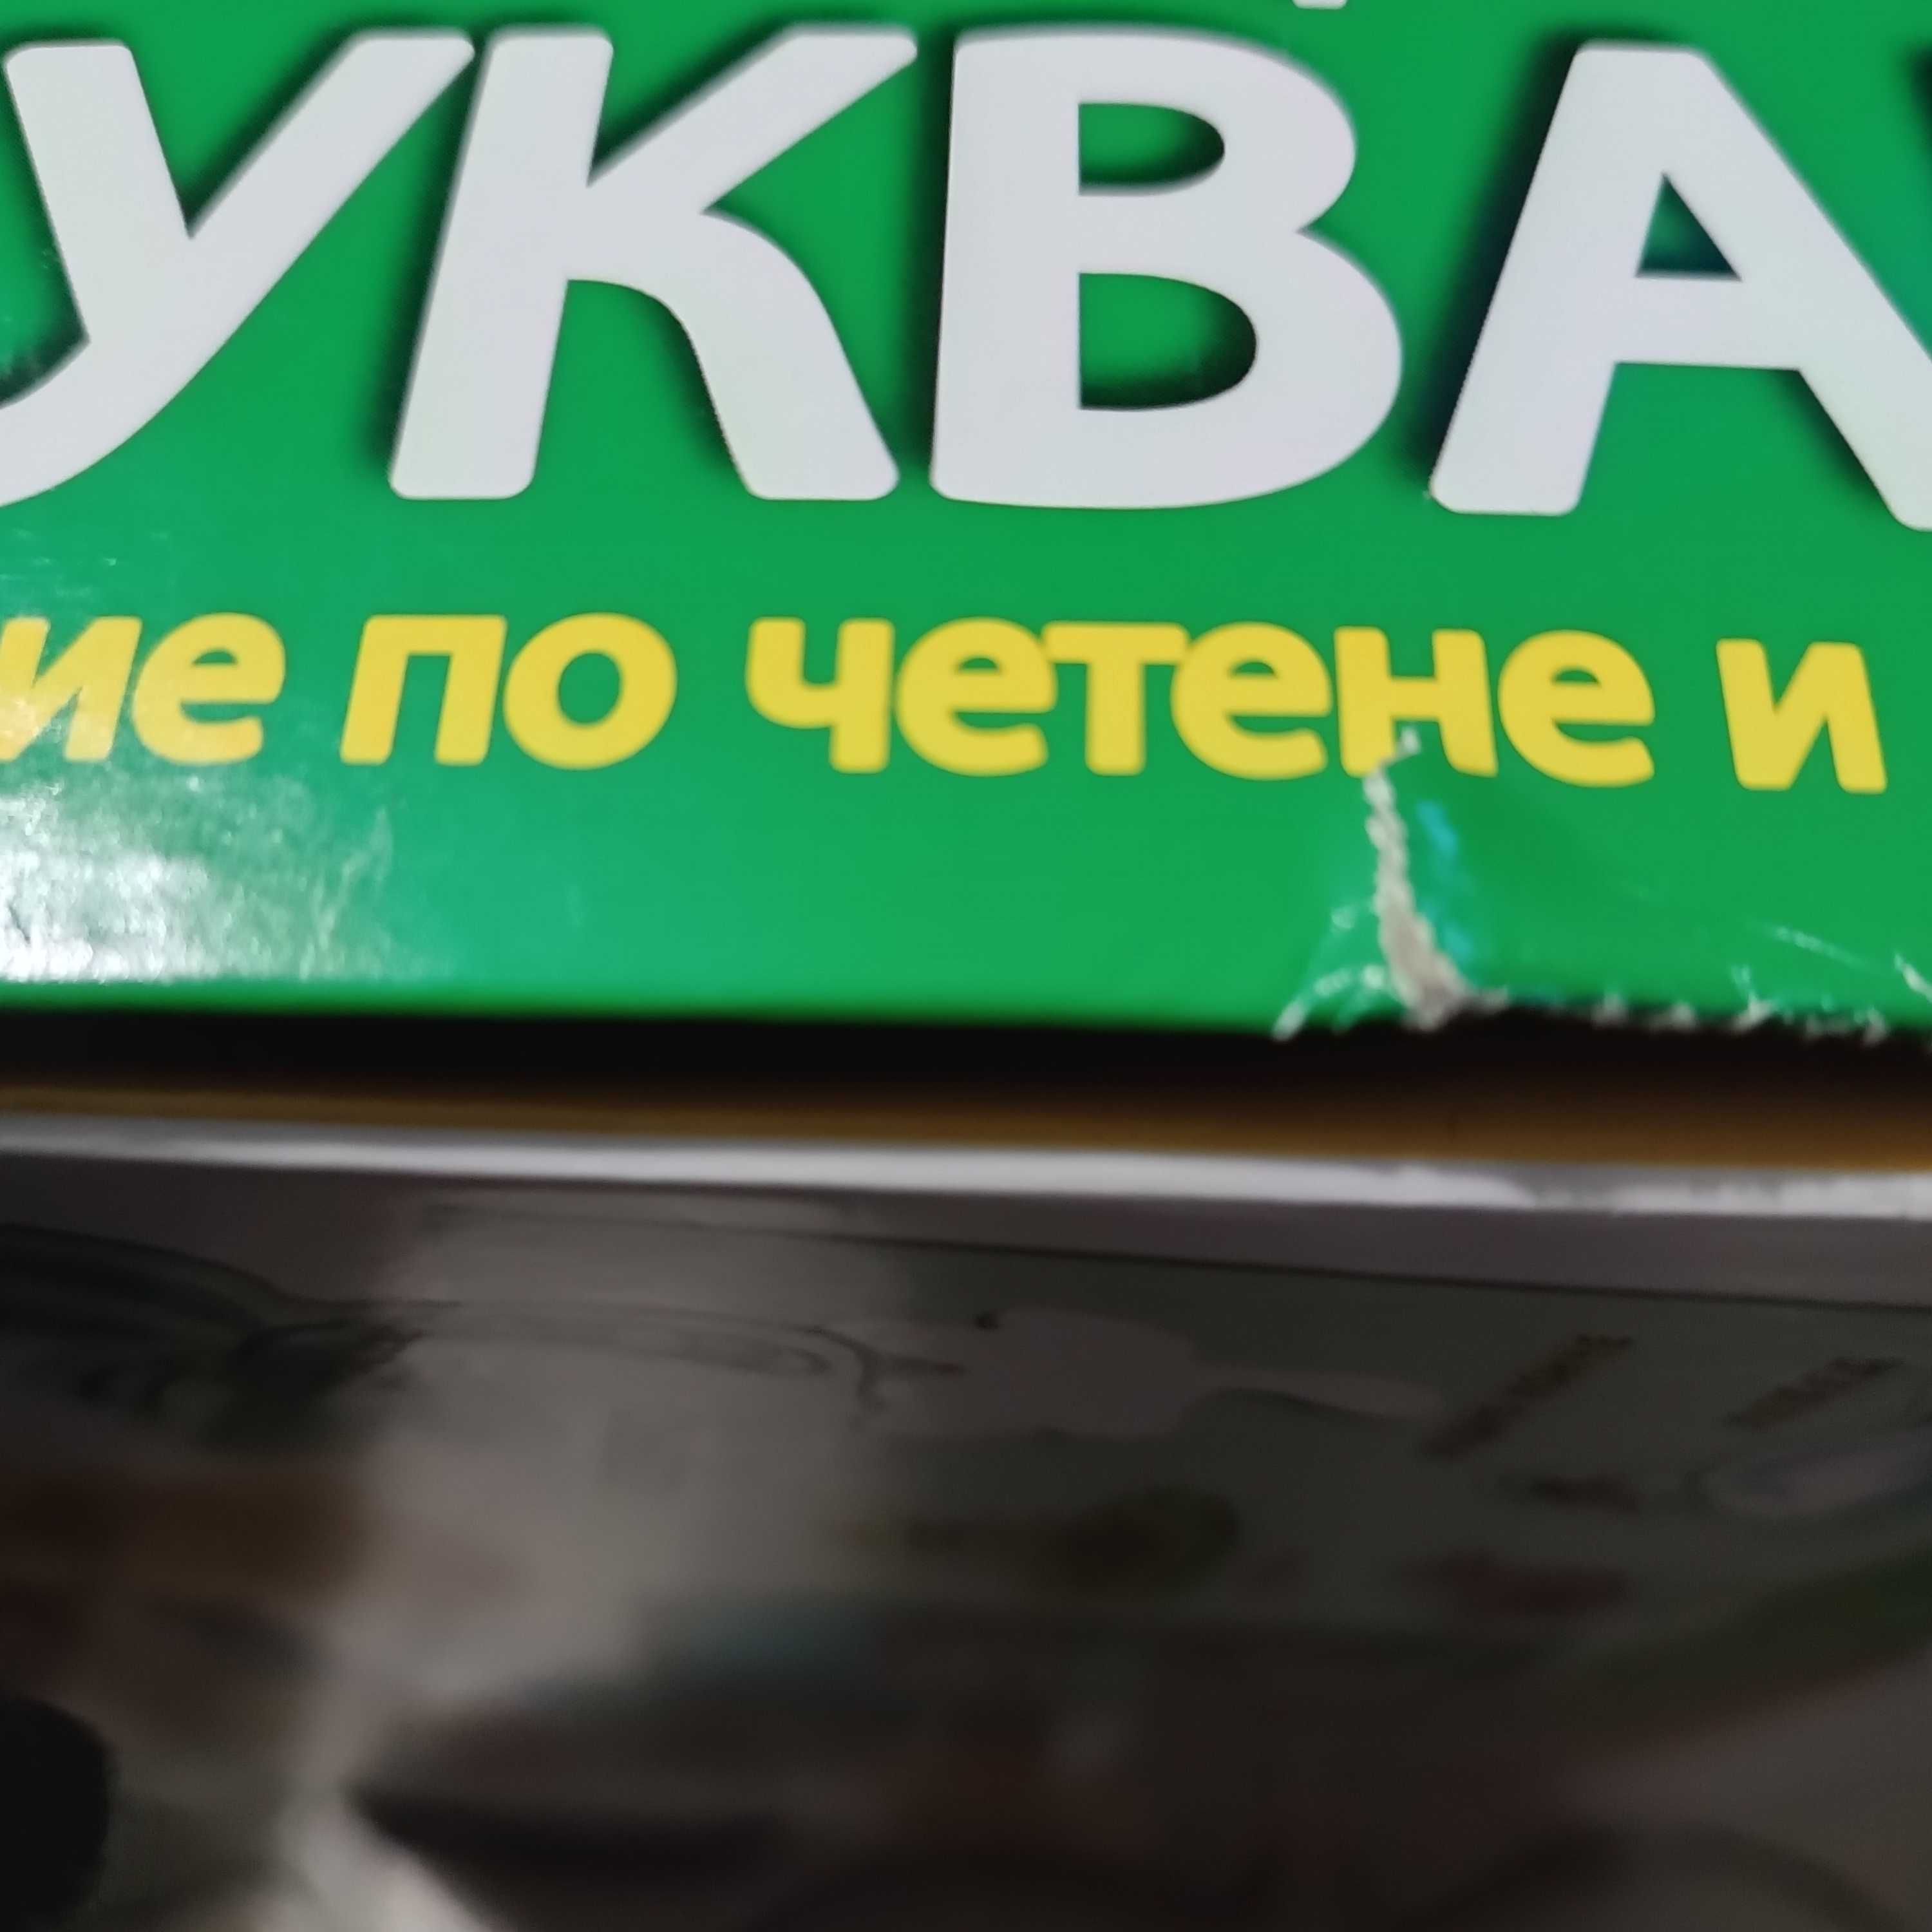 УКВА
ие по четене и